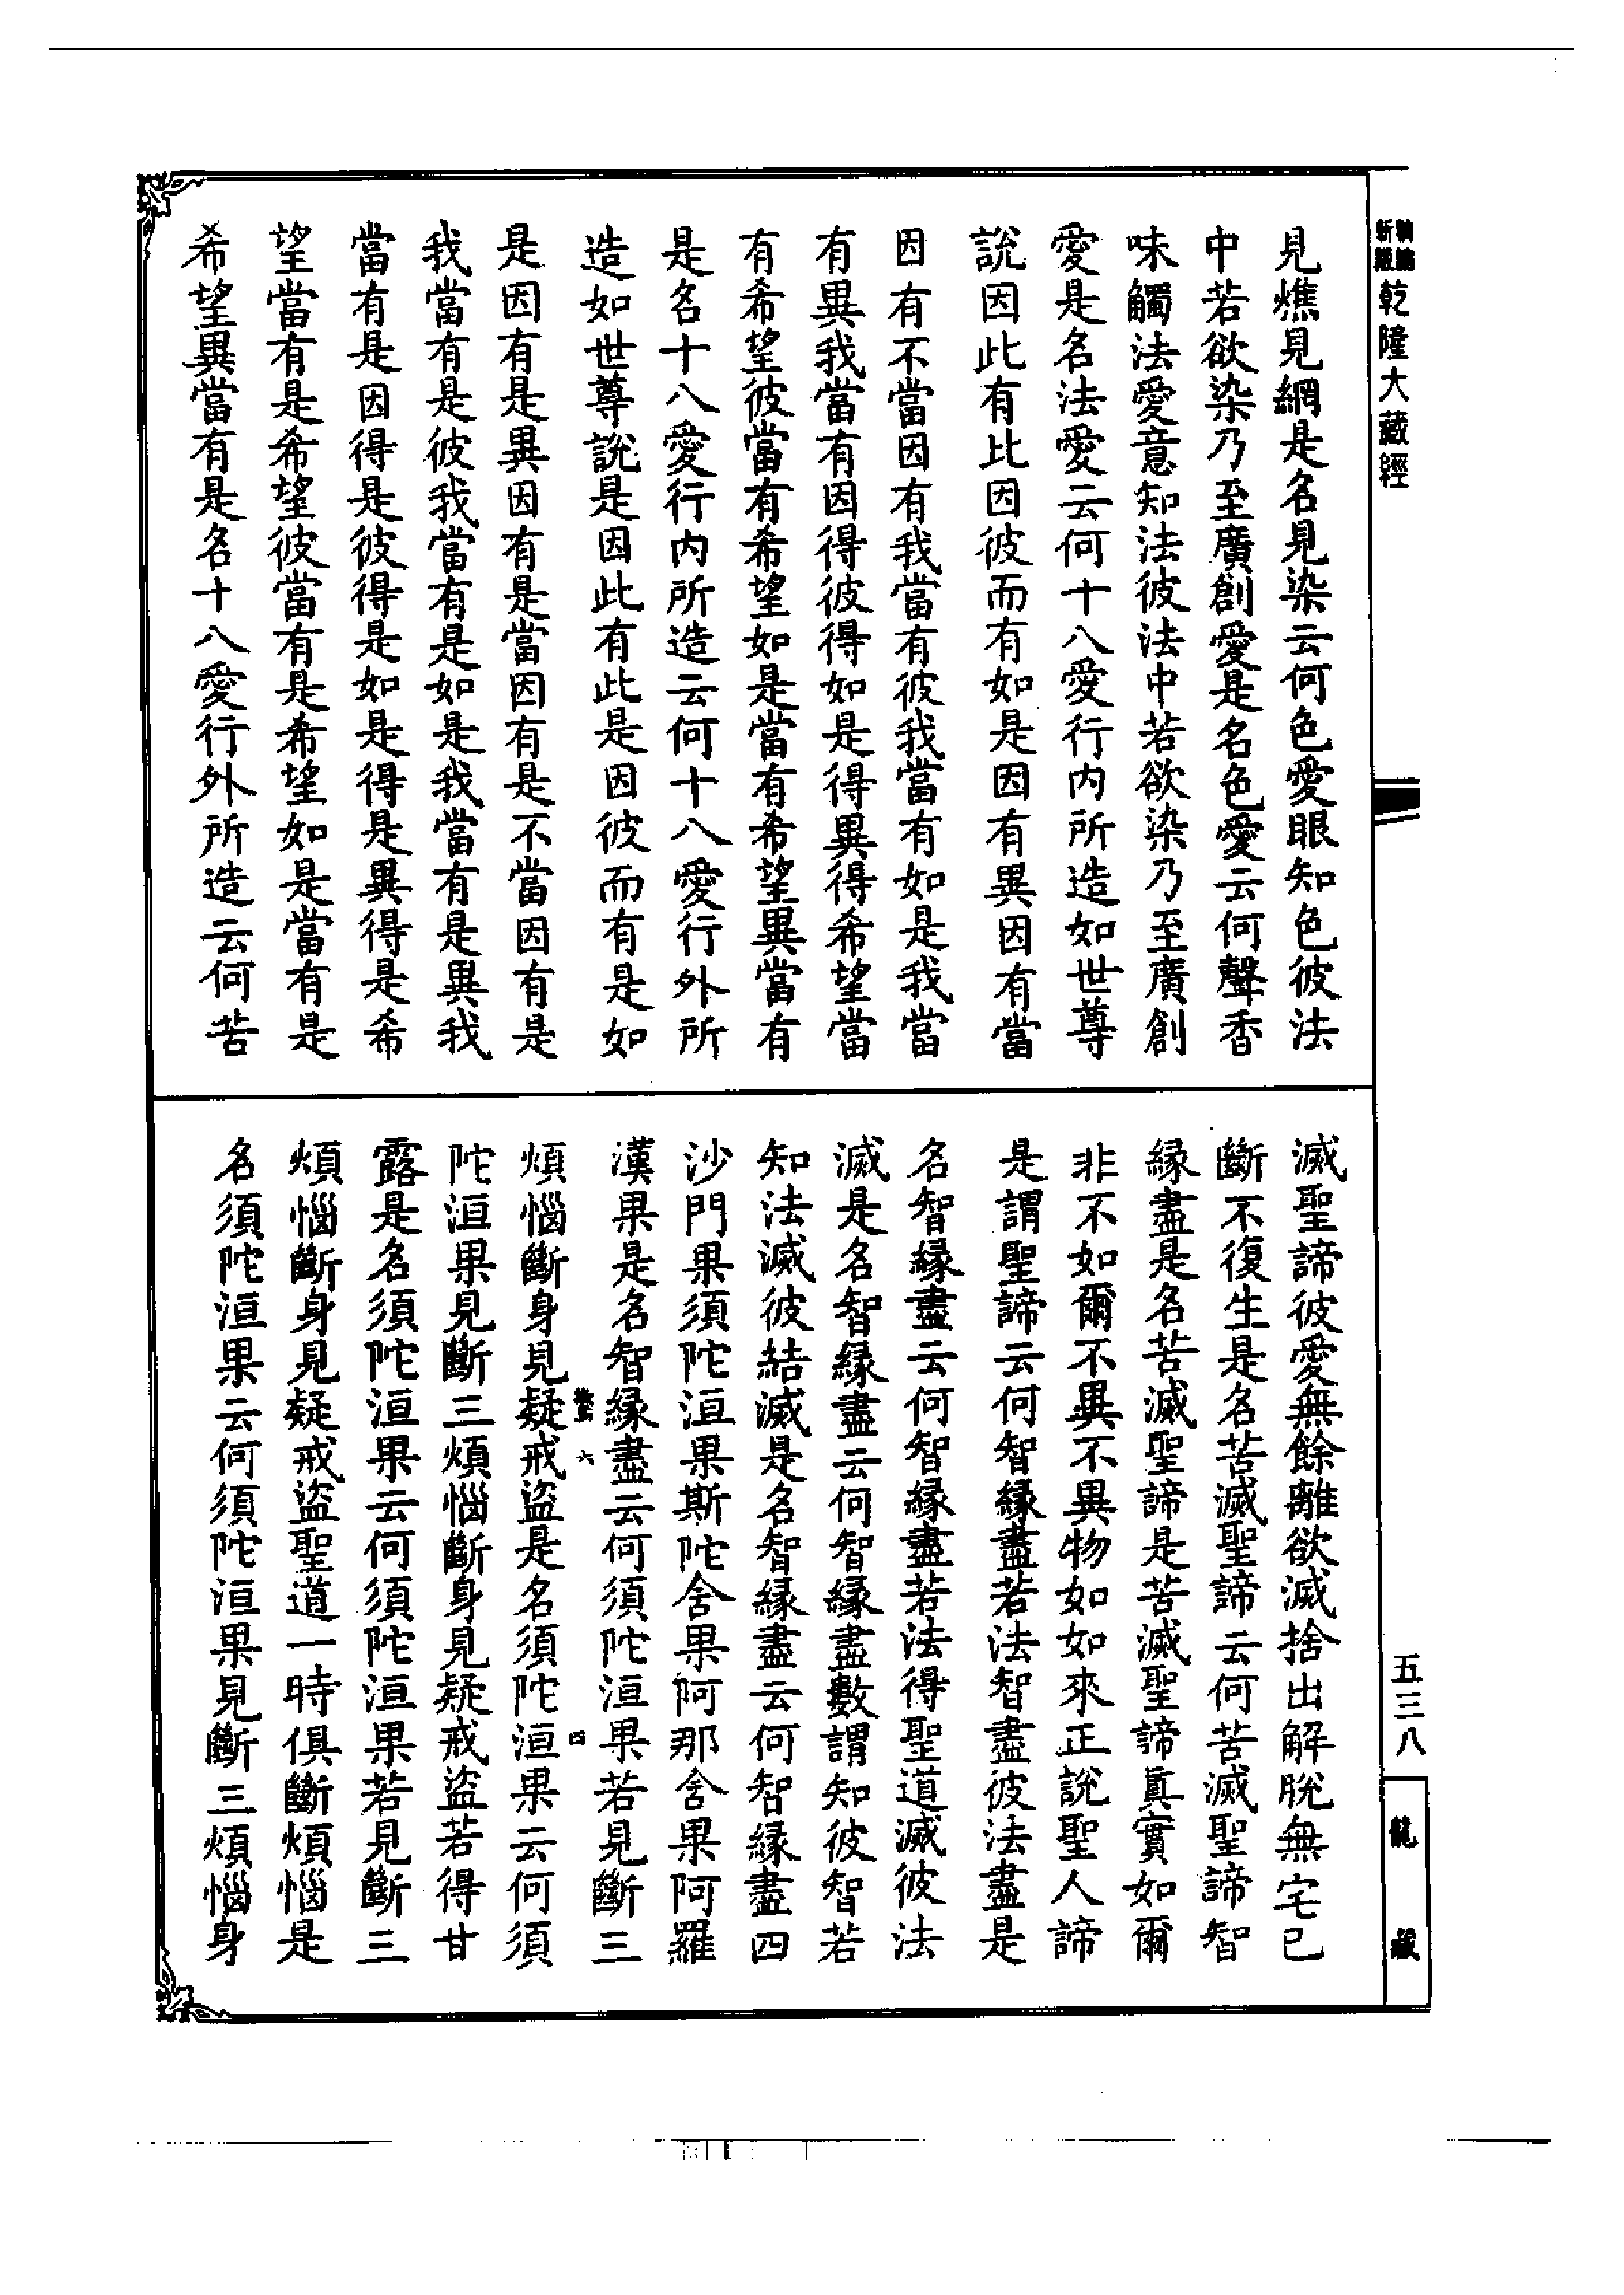 乾隆大藏經
見燋見網是名見染云何色愛眼知色彼法
中若欲染乃至廣創愛是名色愛云何聲香
味觸法愛意知法彼法中若欲染乃至廣創
愛是名法愛云何十八愛行內所造如世尊
說因此有比因彼而有如是因有異因有當
因有不當因有我當有彼我當有如是我當
有異我當有因得彼得如是得異得希望當
有希望彼當有希望如是當有希望異當有
是名十八愛行內所造云何十八愛行外所
造如世尊說是因此有此是因彼而有是如
是因有是異因有是當因有是不當因有是
我當有是彼我當有是如是我當有是異我
當有是因得是彼得是如是得是異得是希
望當有是希望彼當有是希望如是當有是
希望異當有是名十八愛行外所造云何苦
滅聖諦彼愛無餘離欲滅捨出解脫無宅已
斷不復生是名苦滅聖諦云何苦滅聖諦智
緣盡是名苦滅聖諦是苦滅聖諦真實如爾
非不如爾不異不異物如如來正說聖人諦
是謂聖諦云何智緣盡若法智盡彼法盡是
名智緣盡云何智緣盡若法得聖道滅彼法
滅是名智緣盡云何智緣盡數謂知彼智若
知法滅彼結滅是名智緣盡云何智緣盡四
沙門果須陀洹果斯陀含果阿那含果阿羅
漢果是名智緣盡云何須陀洹果若見斷三
六
四
煩惱斷身見疑戒盜是名須陀洹果云何須
陀洹果見斷三煩惱斷身見疑戒盜若得甘
露是名須陀洹果云何須陀洹果若見斷三
煩惱斷身見疑戒盜聖道一時俱斷煩惱是
名須陀洹果云何須陀洹果見斷三煩惱身
五三八
龍藏